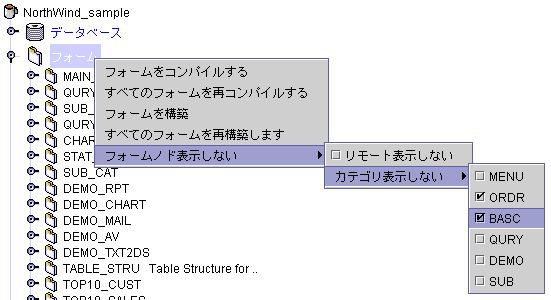 NorthWind_sample
データベース
フォーム
MAIN_
フォームをコンパイルする
QURY
すべてのフォームを再コンパイルする
SUB_
フォームを構築
QURY
すべてのフォームを再構築します
CHAR
フォームノド表示しない
リモート表示しない
STAT
SUB_CAT
カテゴリ表示しない
MENU
DEMO_RPT
ORDR
DEMO_CHART
BASC
DEMO_MAIL
QURY
DEMO_AV
DEMO
DEMO_TXT2DS
SUB
TABLE_STRU Table Structure for ..
TOP10_CUST
TOP10_SALES